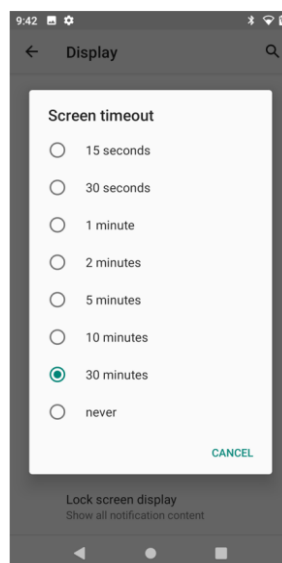 9:42
Display
Screen timeout
15 seconds
30 seconds
1 minute
2 minutes
5 minutes
10 minutes
30 minutes
never
CANCEL
Lock screen display
Show all notification content